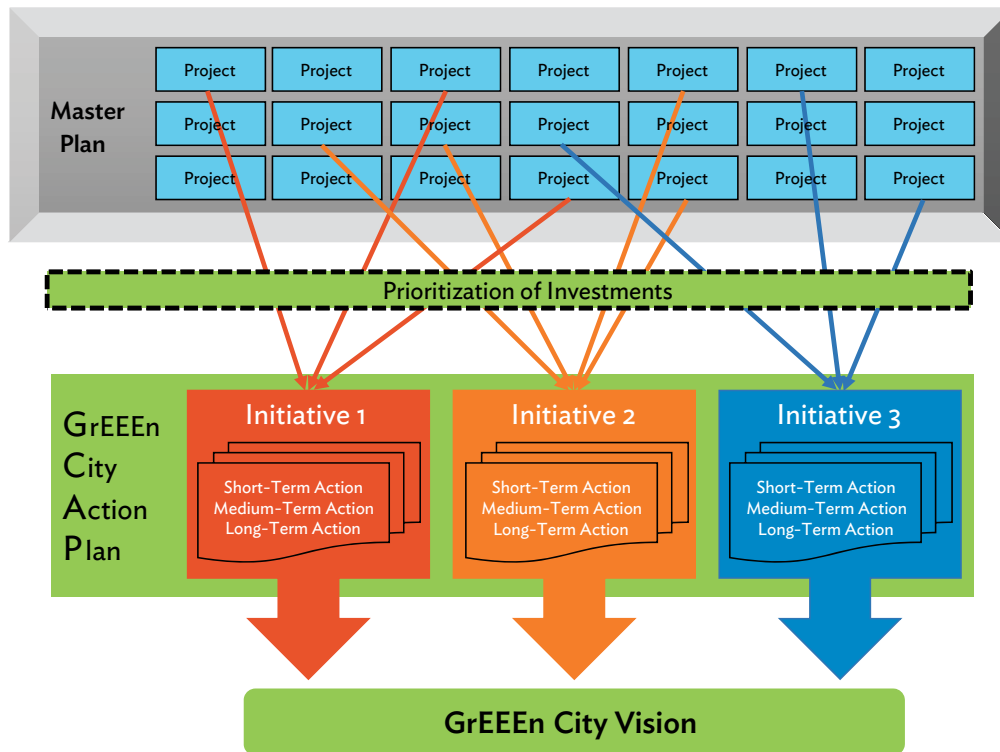 Project Project Project Project Project Project Project
Master
Plan
Project Project Project Project Project Project Project
Project Project Project Project Project Project Project
Prioritization of Investments
GrEEEn
City
Action
Plan
Initiative 1
Short-Term Action
Medium-Term Action
Long-Term Action
Initiative 2
Short-Term Action
Medium-Term Action
Long-Term Action
Initiative 3
Short-Term Action
Medium-Term Action
Long-Term Action
GrEEEn City Vision